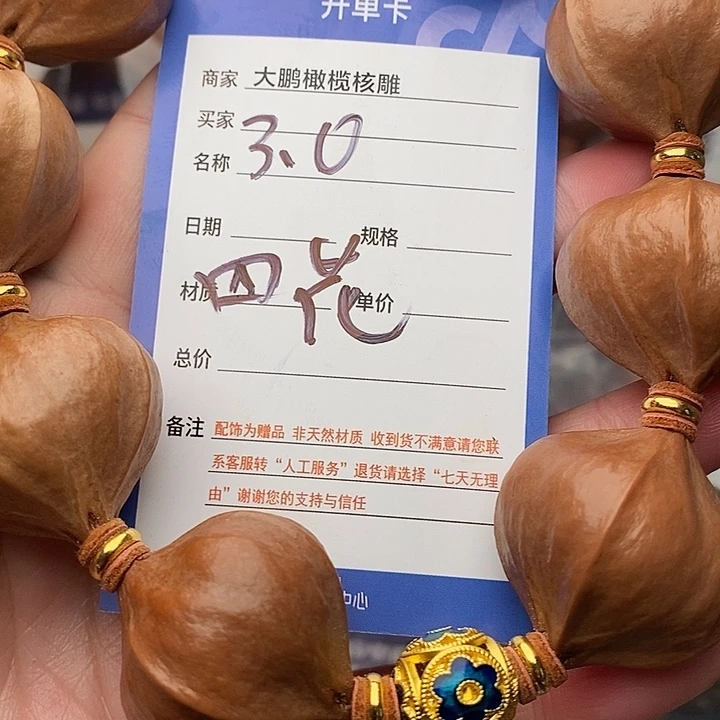 开单卡
商家 大鹏橄榄核雕
买家
3.0
名称
日期 规格
四花
材质 单价
总价
备注 配饰为赠品 非天然材质 收到货不满意请您联
系客服转“人工服务”退货请选择“七天无理
由”谢谢您的支持与信任
中心